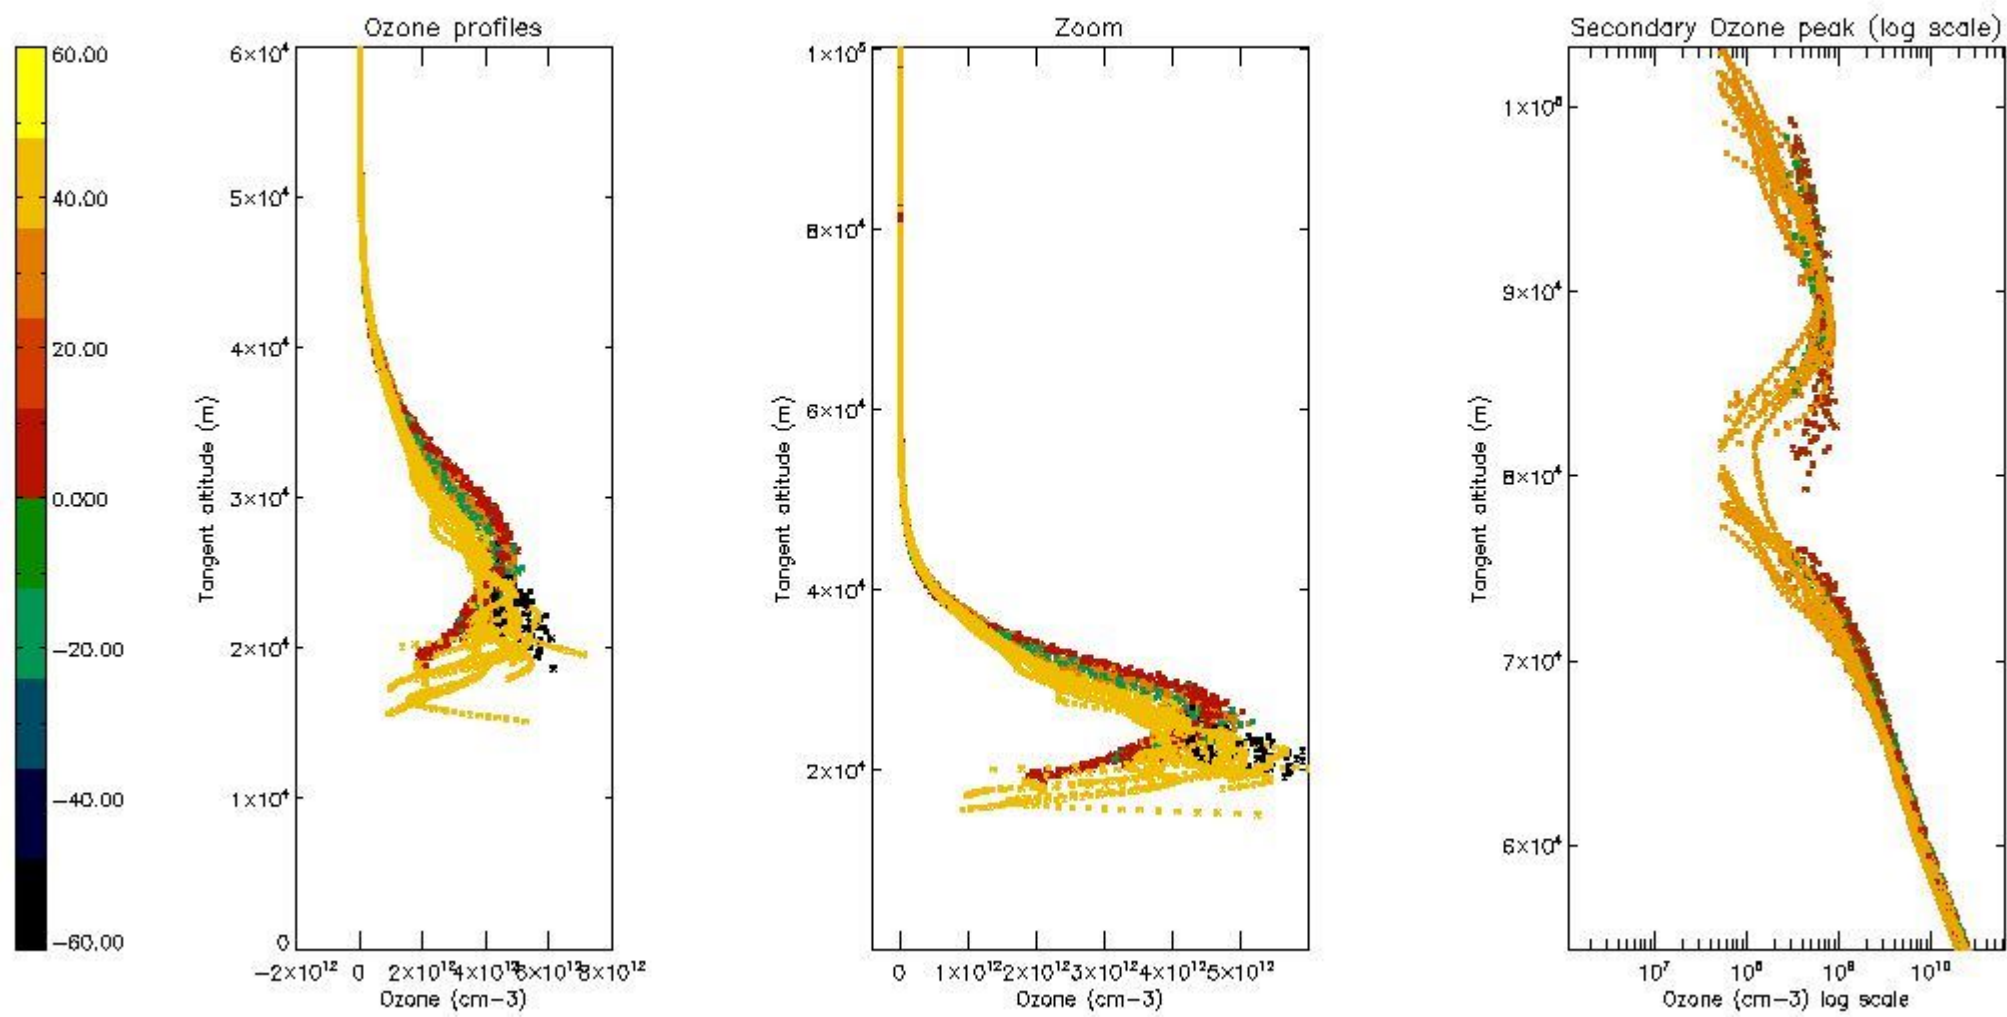 Ozone profiles
Zoom
Secondary Ozone peak (log scale)
60.00
40.00
20.00
0.000
−20.00
−40.00
−60.00
6×10⁴
5×10⁴
4×10⁴
3×10⁴
2×10⁴
1×10⁴
0
Tangent altitude (m)
−2×10¹² 0 2×10¹² 4×10¹² 6×10¹² 8×10¹²
Ozone (cm−3)
1×10⁵
8×10⁴
6×10⁴
4×10⁴
2×10⁴
Tangent altitude (m)
0 1×10¹² 2×10¹² 3×10¹² 4×10¹² 5×10¹²
Ozone (cm−3)
1×10⁵
9×10⁴
8×10⁴
7×10⁴
6×10⁴
Tangent altitude (m)
10⁷ 10⁸ 10⁹ 10¹⁰
Ozone (cm−3) log scale